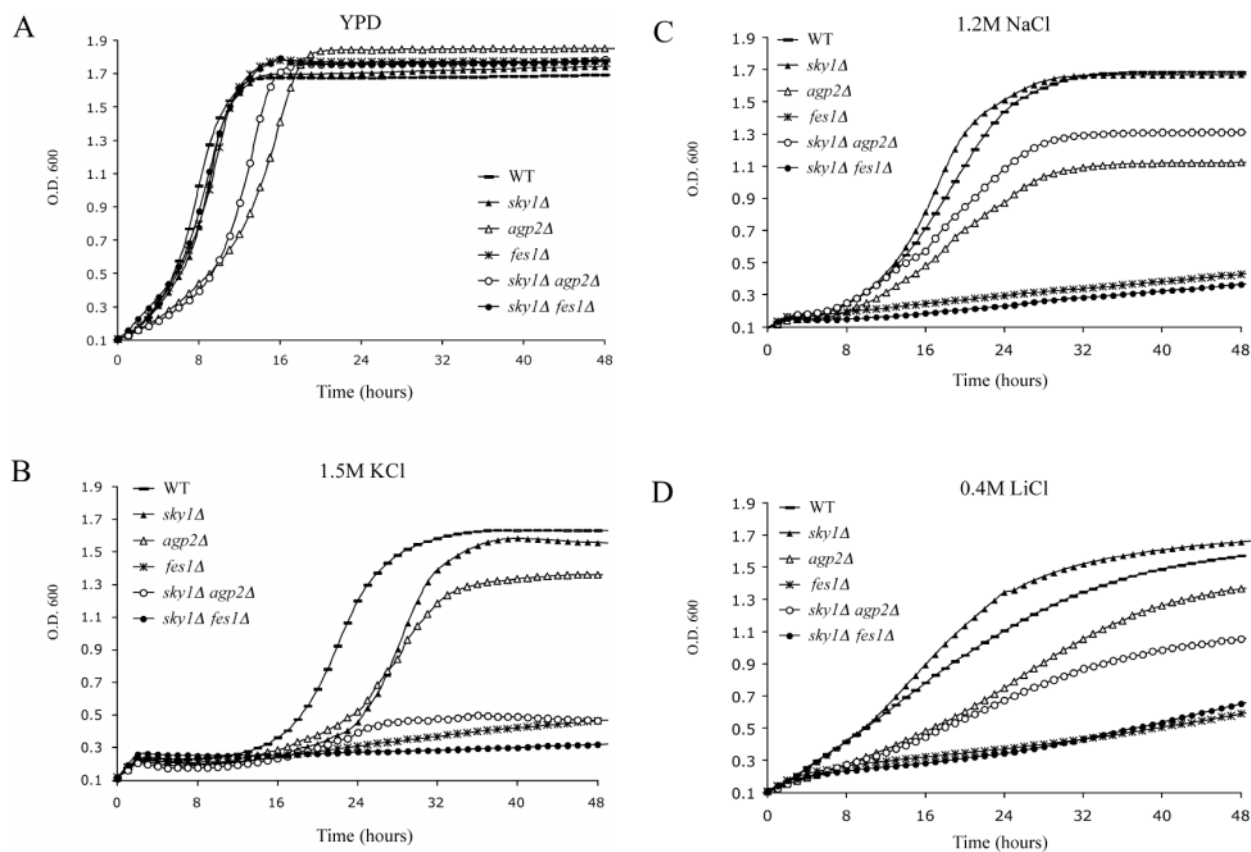 A
YPD
1.9
1.7
1.5
1.3
1.1
0.9
0.7
0.5
0.3
0.1
O.D. 600
0 8 16 24 32 40 48
Time (hours)
WT
sky1Δ
agp2Δ
fes1Δ
sky1Δ agp2Δ
sky1Δ fes1Δ
C
1.2M NaCl
1.9
1.7
1.5
1.3
1.1
0.9
0.7
0.5
0.3
0.1
O.D. 600
0 8 16 24 32 40 48
Time (hours)
WT
sky1Δ
agp2Δ
fes1Δ
sky1Δ agp2Δ
sky1Δ fes1Δ
B
1.5M KCl
1.9
1.7
1.5
1.3
1.1
0.9
0.7
0.5
0.3
0.1
O.D. 600
0 8 16 24 32 40 48
Time (hours)
WT
sky1Δ
agp2Δ
fes1Δ
sky1Δ agp2Δ
sky1Δ fes1Δ
D
0.4M LiCl
1.9
1.7
1.5
1.3
1.1
0.9
0.7
0.5
0.3
0.1
O.D. 600
0 8 16 24 32 40 48
Time (hours)
WT
sky1Δ
agp2Δ
fes1Δ
sky1Δ agp2Δ
sky1Δ fes1Δ